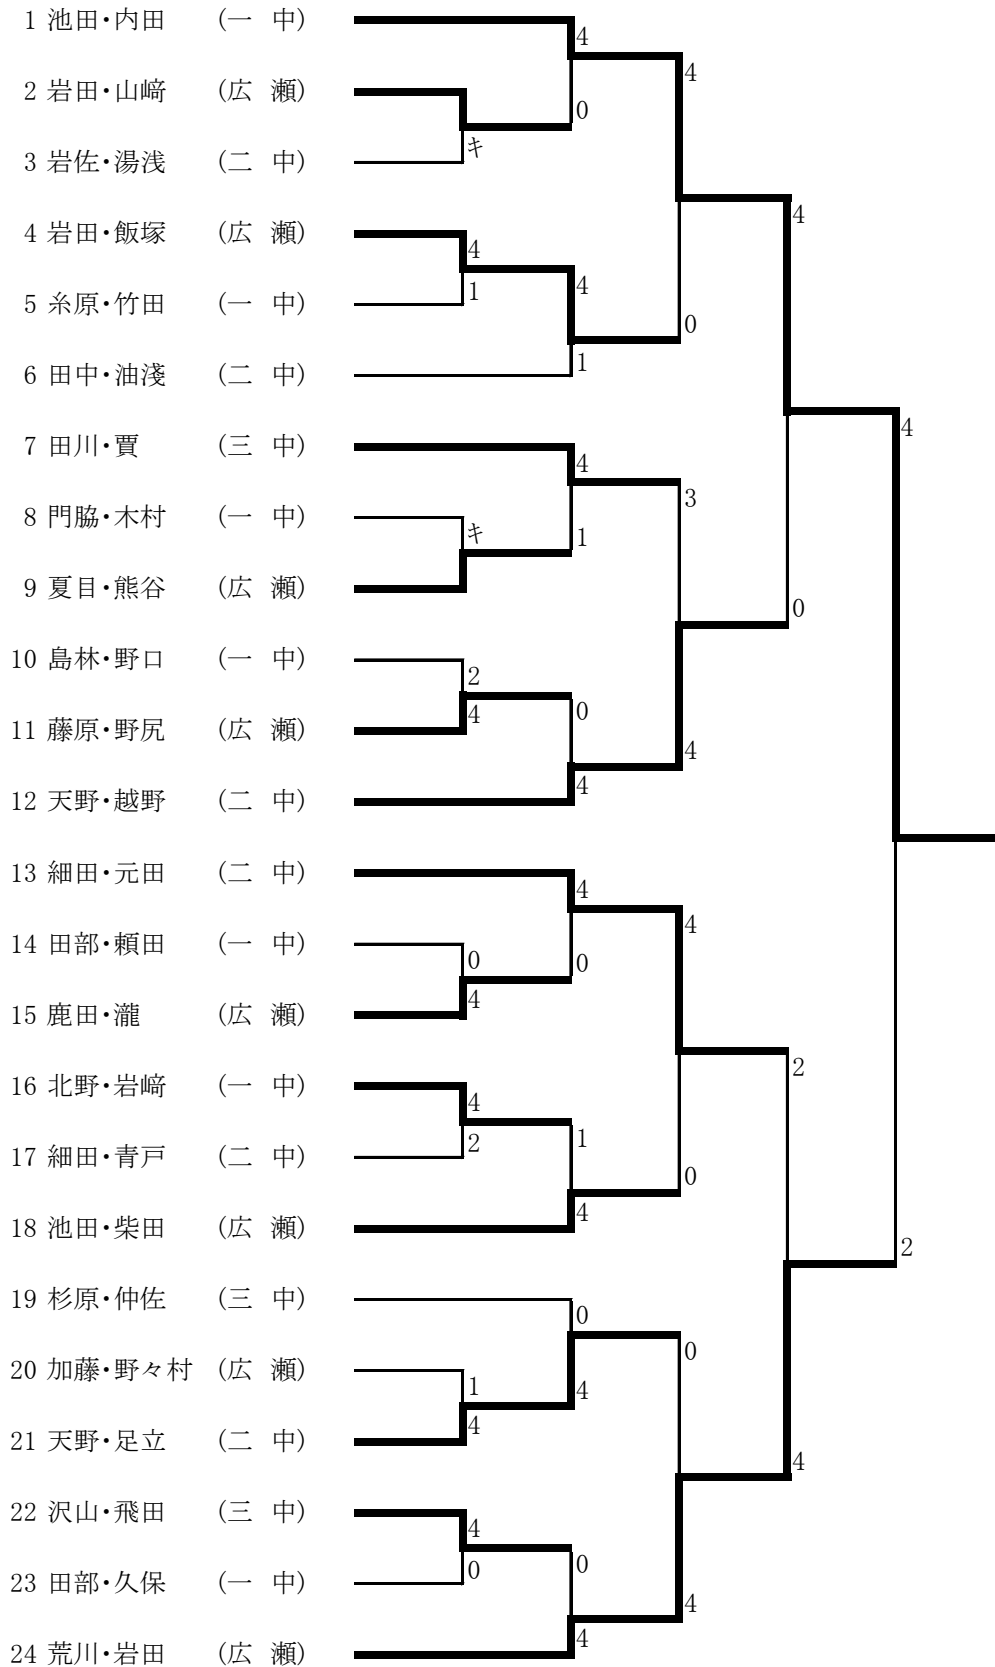 1 池田・内田 (一 中)
4
4
2 岩田・山﨑 (広 瀬)
0
キ
3 岩佐・湯浅 (二 中)
4
4 岩田・飯塚 (広 瀬)
4
4
1
5 糸原・竹田 (一 中)
0
1
6 田中・油淺 (二 中)
4
7 田川・賈 (三 中)
4
3
8 門脇・木村 (一 中)
キ
1
9 夏目・熊谷 (広 瀬)
0
10 島林・野口 (一 中)
2
0
4
11 藤原・野尻 (広 瀬)
4
4
12 天野・越野 (二 中)
13 細田・元田 (二 中)
4
4
14 田部・頼田 (一 中)
0
0
4
15 鹿田・瀧 (広 瀬)
2
16 北野・岩﨑 (一 中)
4
1
2
17 細田・青戸 (二 中)
0
4
18 池田・柴田 (広 瀬)
2
19 杉原・仲佐 (三 中)
0
0
20 加藤・野々村 (広 瀬)
1
4
4
21 天野・足立 (二 中)
4
22 沢山・飛田 (三 中)
4
0
0
23 田部・久保 (一 中)
4
4
24 荒川・岩田 (広 瀬)